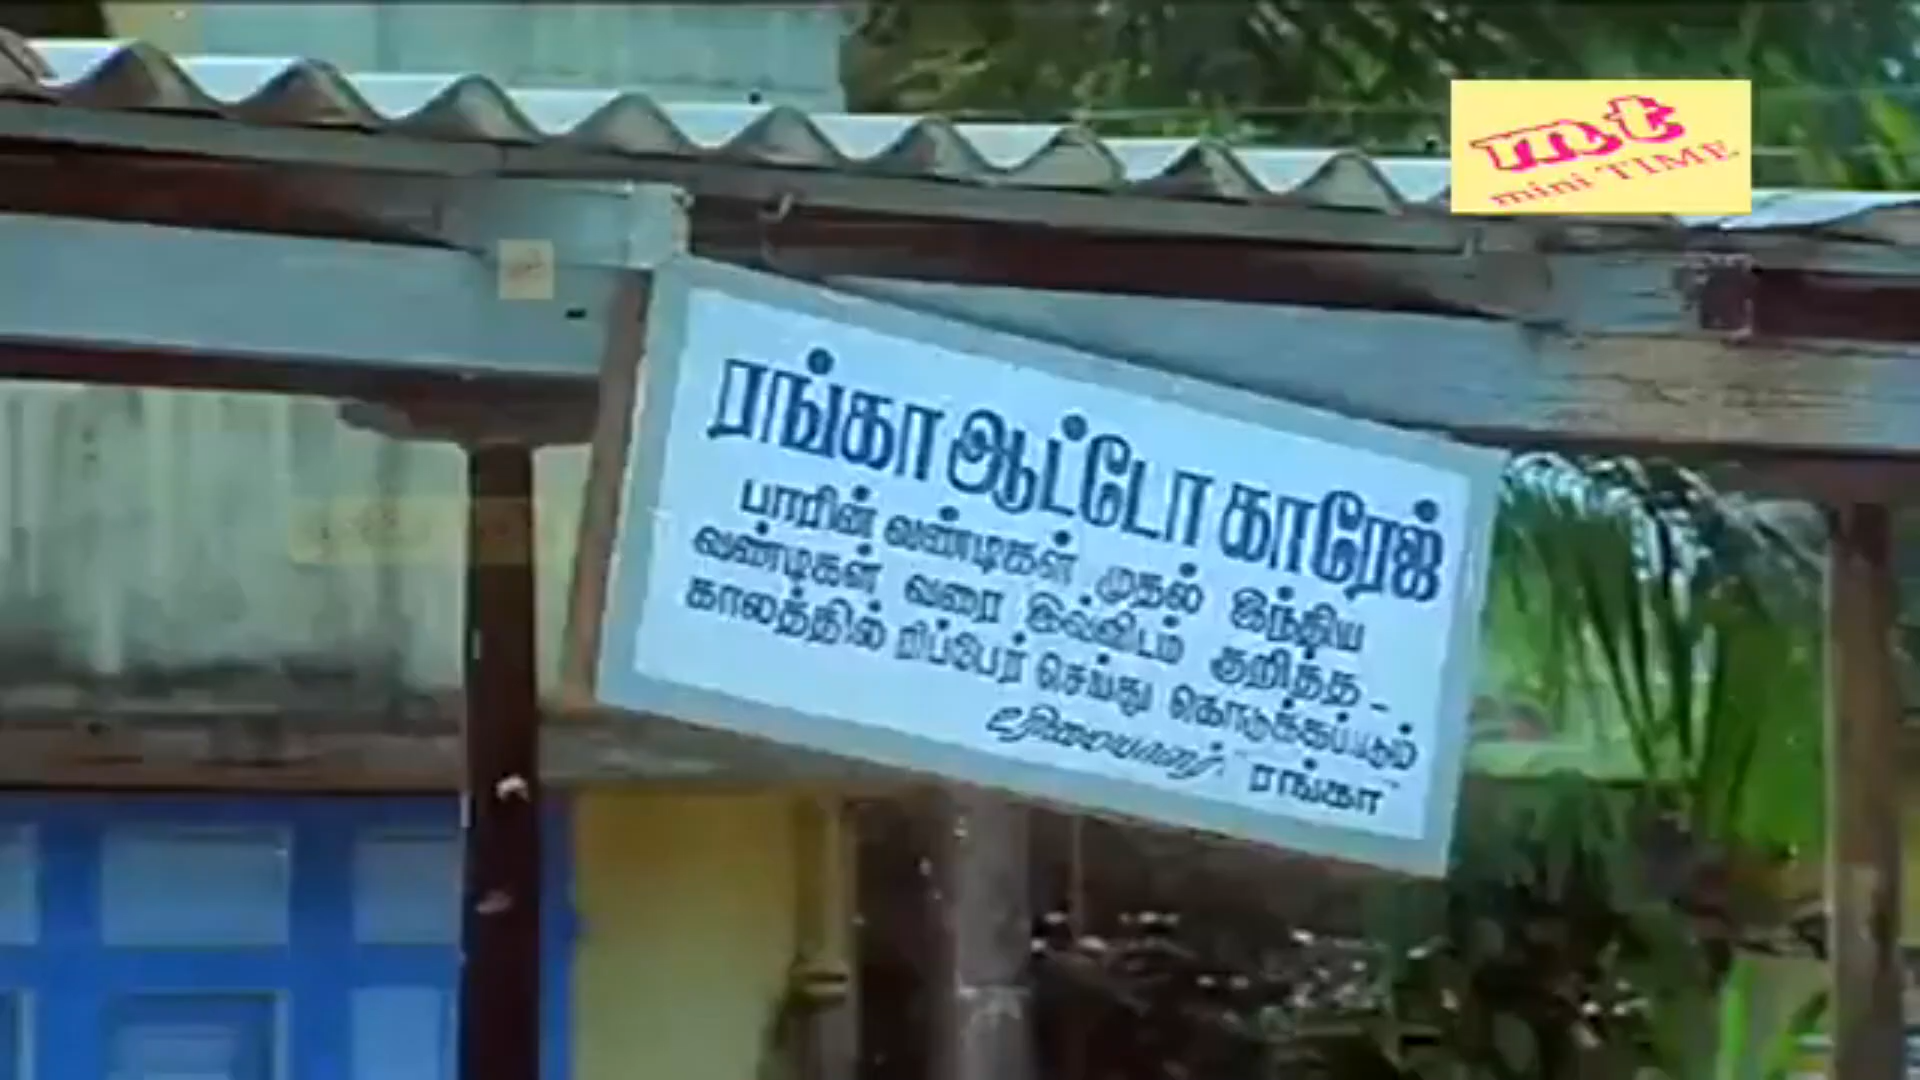 mt
mini TIME
ரங்கா ஆட்டோ காரேஜ்
பாரின் வண்டிகள் முதல் இந்திய
வண்டிகள் வரை இவ்விடம் குறித்த -
காலத்தில் ரிப்பேர் செய்து கொடுக்கப்படும்
உரிமையாளர். "ரங்கா"